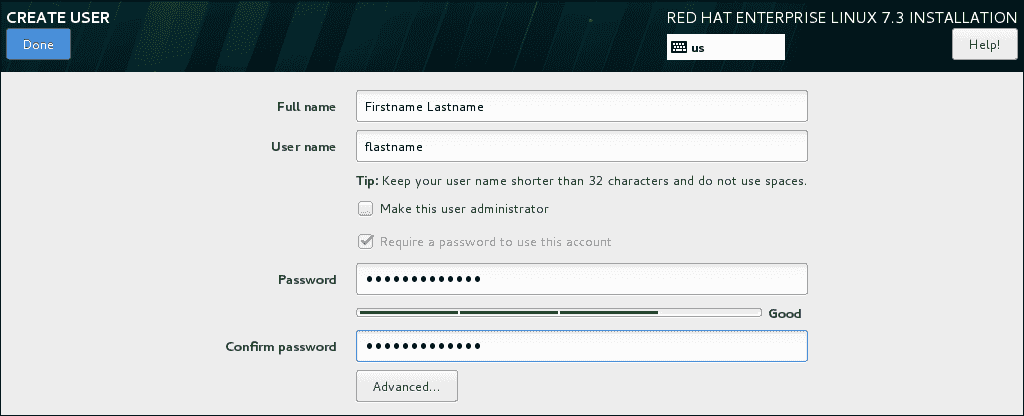 CREATE USER
RED HAT ENTERPRISE LINUX 7.3 INSTALLATION
Done
us
Help!
Full name
Firstname Lastname
User name
flastname
Tip: Keep your user name shorter than 32 characters and do not use spaces.
Make this user administrator
Require a password to use this account
Password
•••••••••••••
Good
Confirm password
•••••••••••••
Advanced...